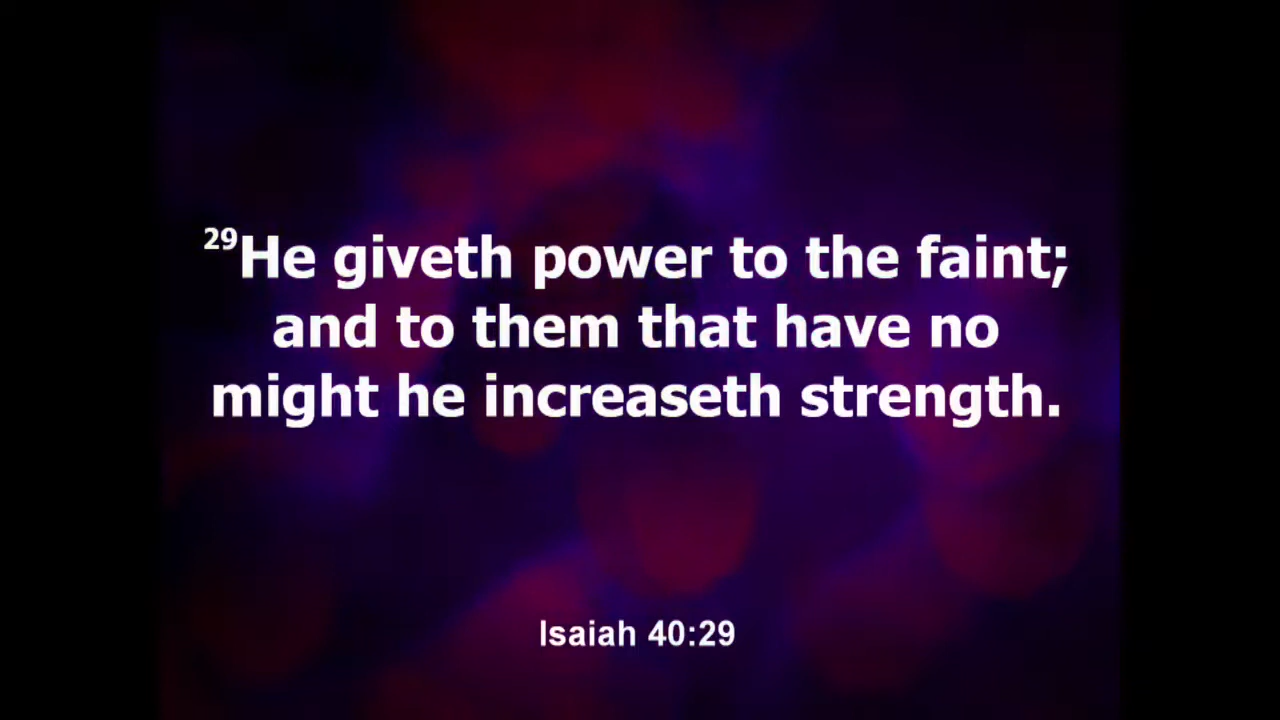 29He giveth power to the faint;
and to them that have no
might he increaseth strength.
Isaiah 40:29